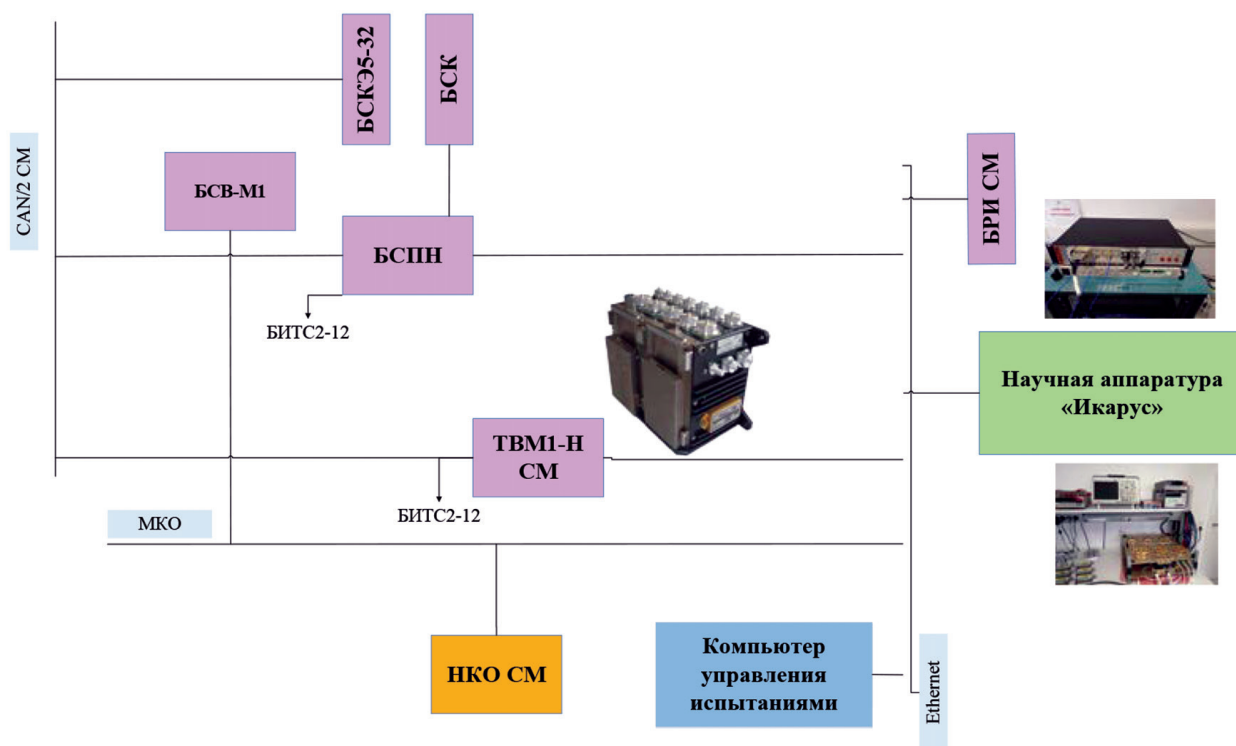 CAN/2 СМ
БСКЭ5-32
БСК
БСВ-М1
БСПН
БИТС2-12
БРИ СМ
Научная аппаратура
«Икарус»
ТВМ1-Н
СМ
БИТС2-12
МКО
НКО СМ
Компьютер
управления
испытаниями
Ethernet